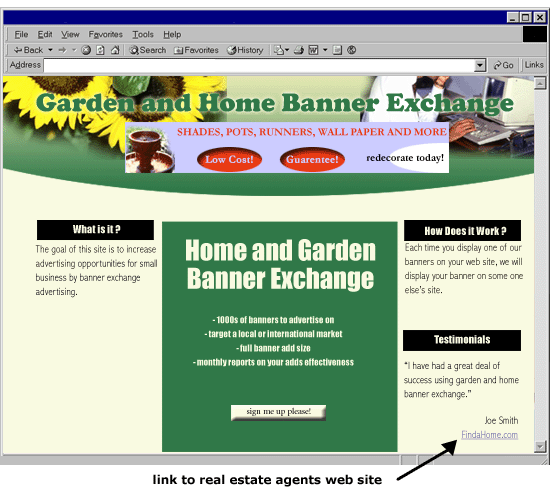 File Edit View Favorites Tools Help
Back Search Favorites History
Address Go Links
Garden and Home Banner Exchange
SHADES, POTS, RUNNERS, WALL PAPER AND MORE
Low Cost! Guarentee! redecorate today!
What is it ?
The goal of this site is to increase
advertising opportunities for small
business by banner exchange
advertising.
Home and Garden
Banner Exchange
- 1000s of banners to advertise on
- target a local or international market
- full banner add size
- monthly reports on your adds effectiveness
sign me up please!
How Does it Work ?
Each time you display one of our
banners on your web site, we will
display your banner on some one
else's site.
Testimonials
“I have had a great deal of
success using garden and home
banner exchange.”
Joe Smith
FindaHome.com
link to real estate agents web site